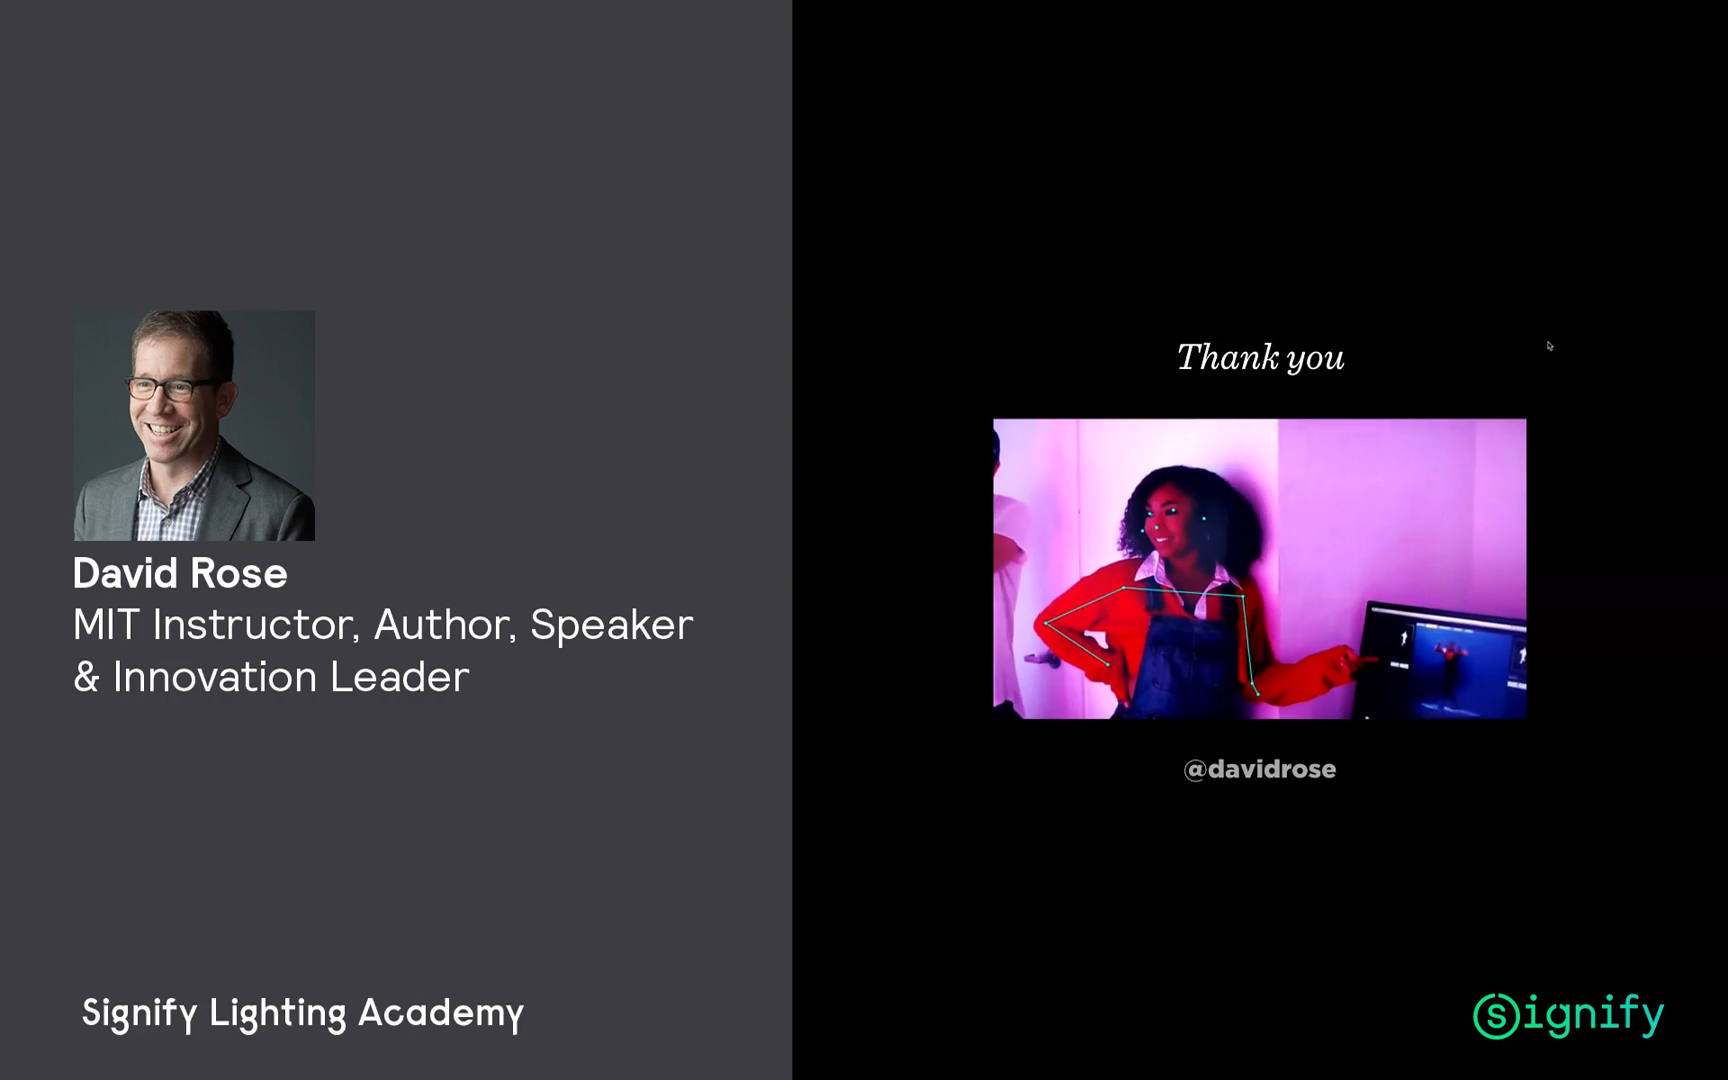 David Rose
MIT Instructor, Author, Speaker
& Innovation Leader
Signify Lighting Academy
Thank you
@davidrose
signify